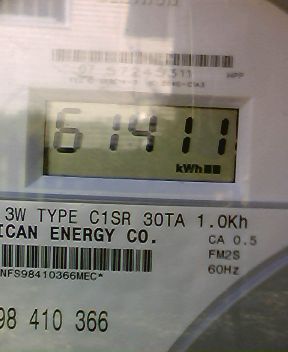 61411
kWh
3W TYPE C1SR 30TA 1.0Kh
ICAN ENERGY CO.
CA 0.5
FM2S
60Hz
NFS98410366MEC*
98 410 366